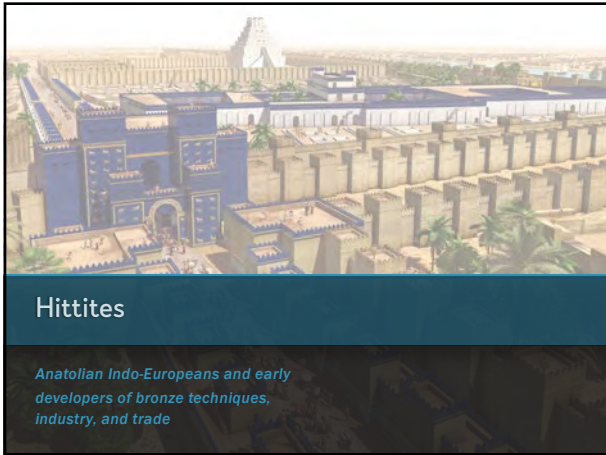 Hittites
Anatolian Indo-Europeans and early
developers of bronze techniques,
industry, and trade